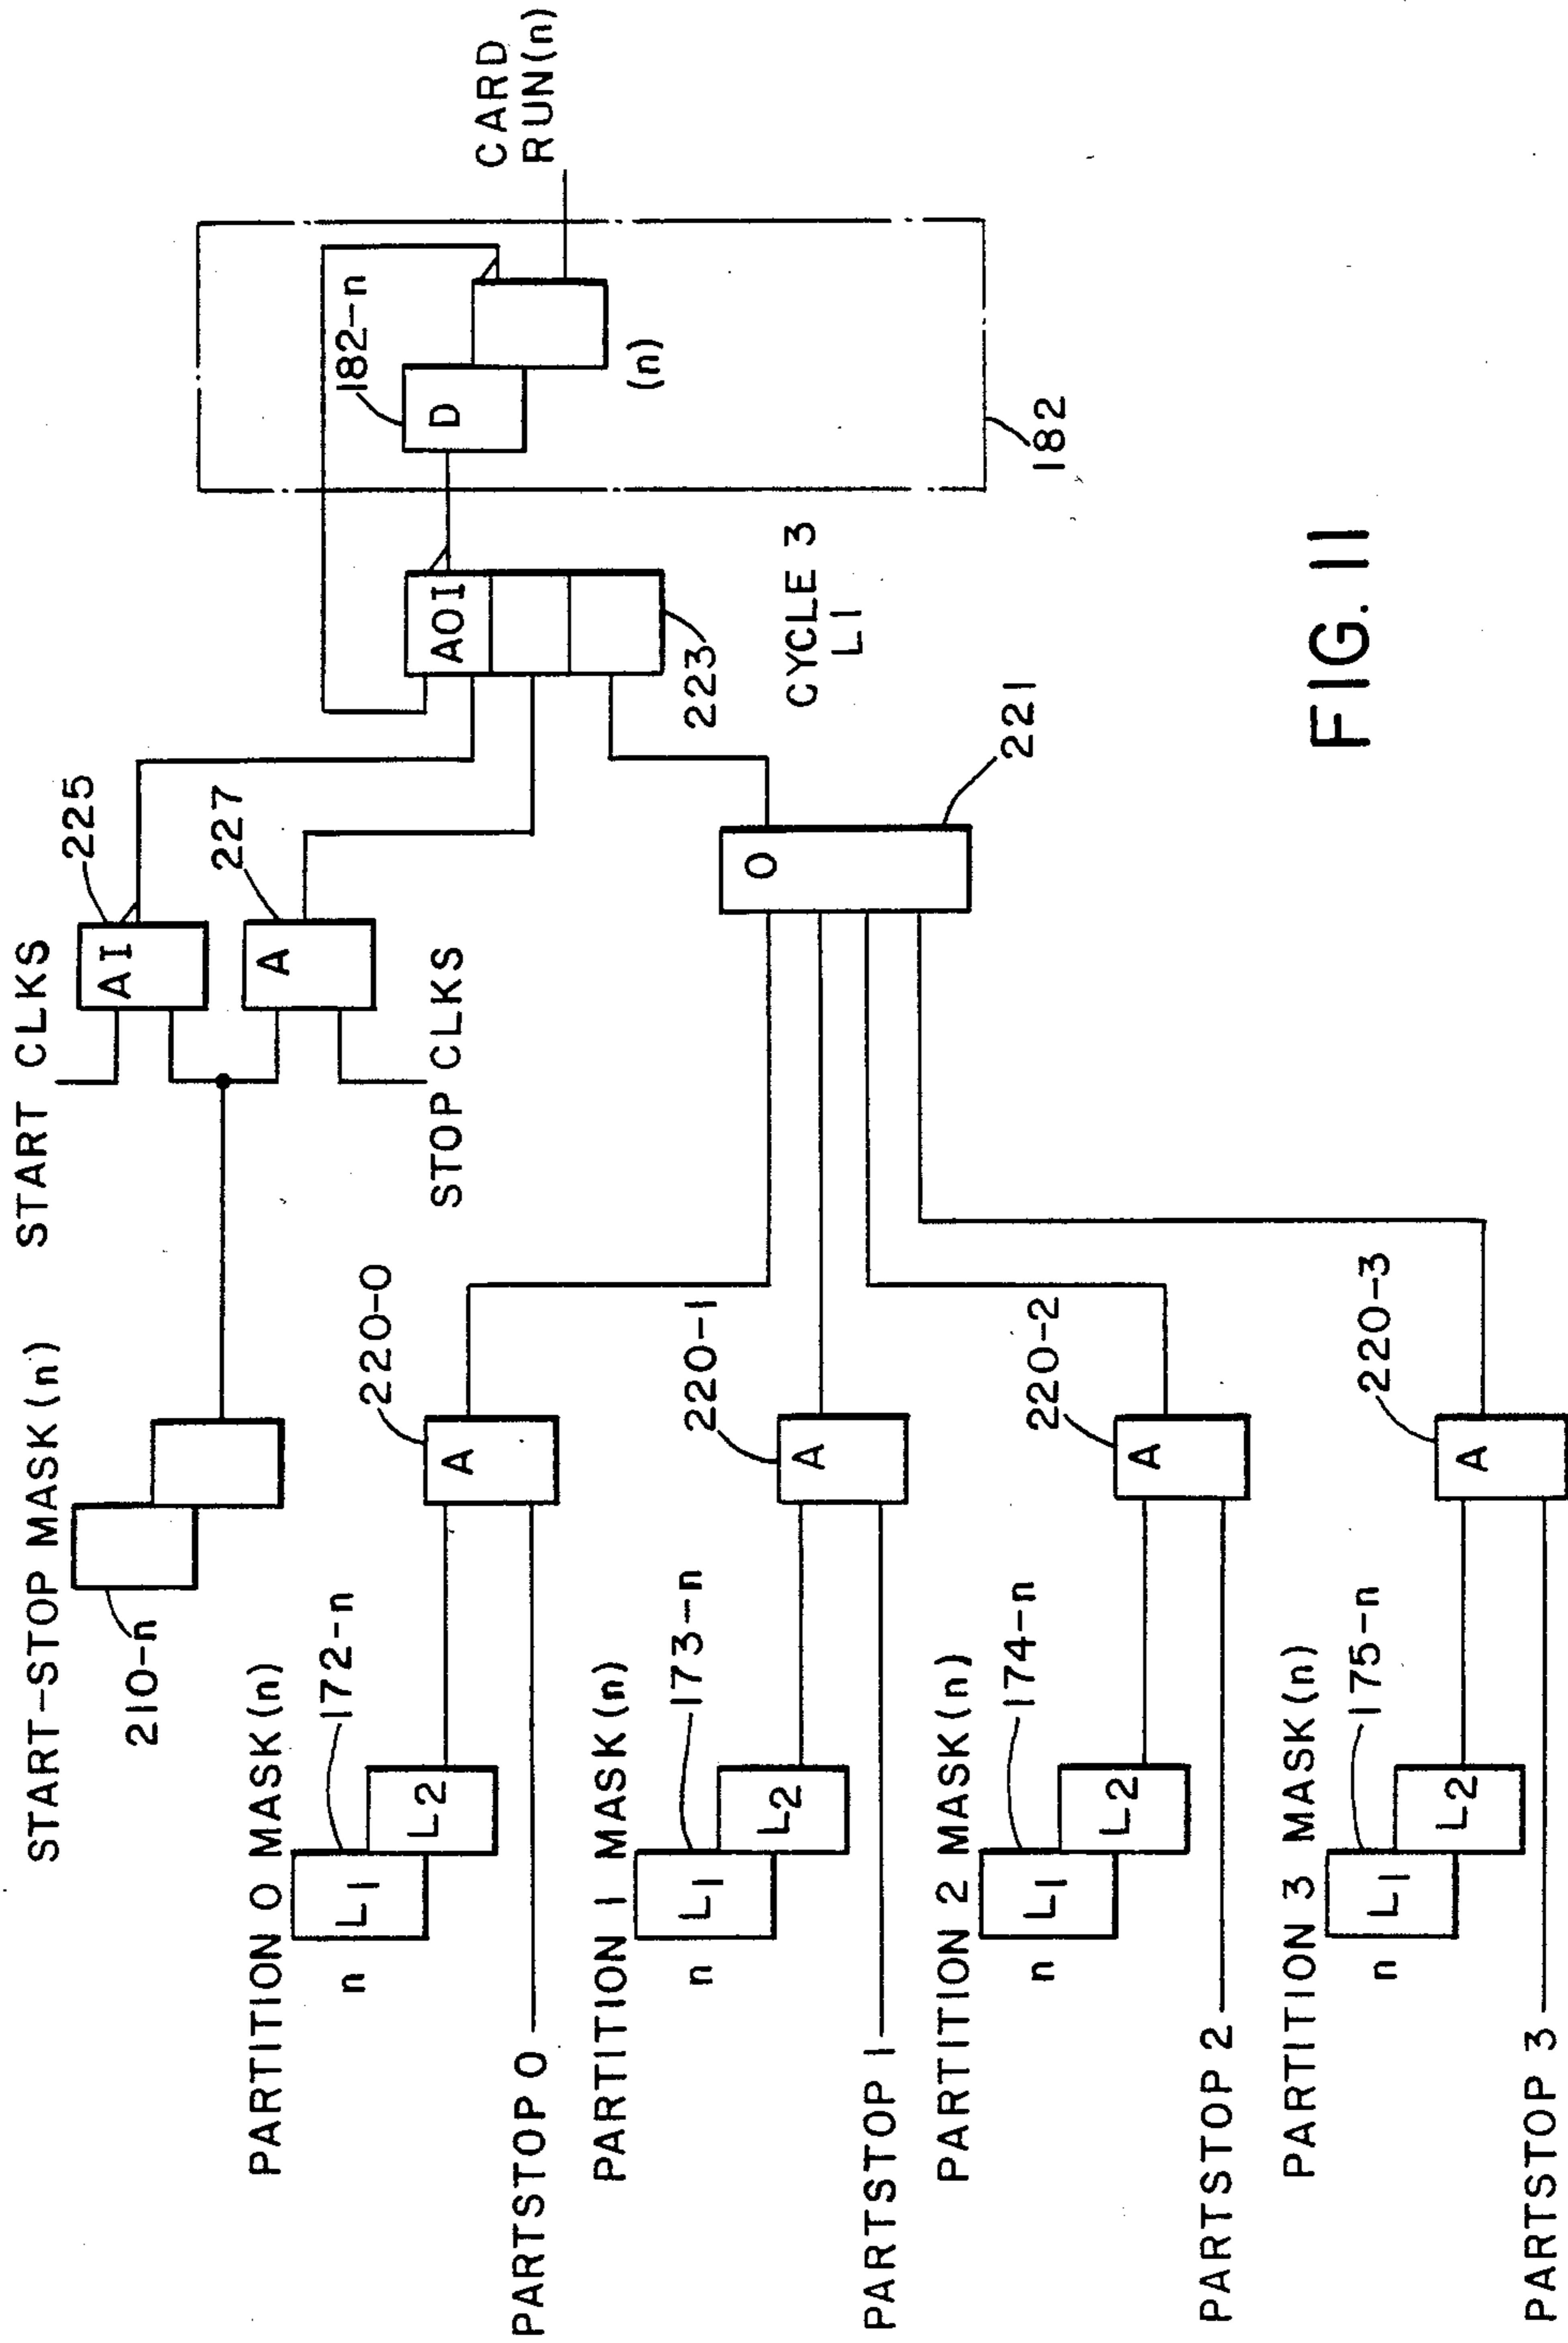 START-STOP MASK(n)
START CLKS
210-n
AI
225
A
227
STOP CLKS
PARTITION 0 MASK(n)
n
L1
L2
172-n
PARTSTOP 0
A
220-0
PARTITION 1 MASK(n)
n
L1
L2
173-n
PARTSTOP 1
A
220-1
PARTITION 2 MASK(n)
n
L1
L2
174-n
PARTSTOP 2
A
220-2
PARTITION 3 MASK(n)
n
L1
L2
175-n
PARTSTOP 3
A
220-3
O
221
AOI
223
CYCLE 3
L1
D
182-n
(n)
182
CARD
RUN(n)
FIG. 11